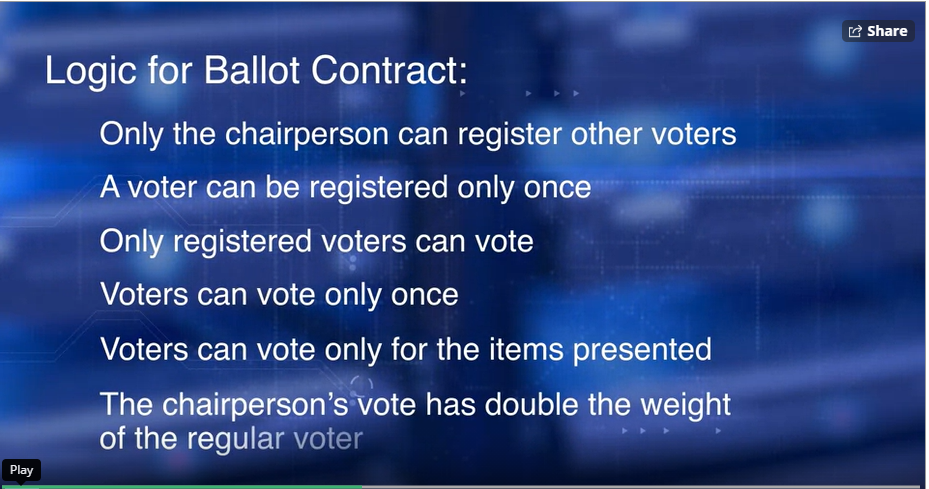 Share
Logic for Ballot Contract:
Only the chairperson can register other voters
A voter can be registered only once
Only registered voters can vote
Voters can vote only once
Voters can vote only for the items presented
The chairperson’s vote has double the weight
of the regular voter
Play